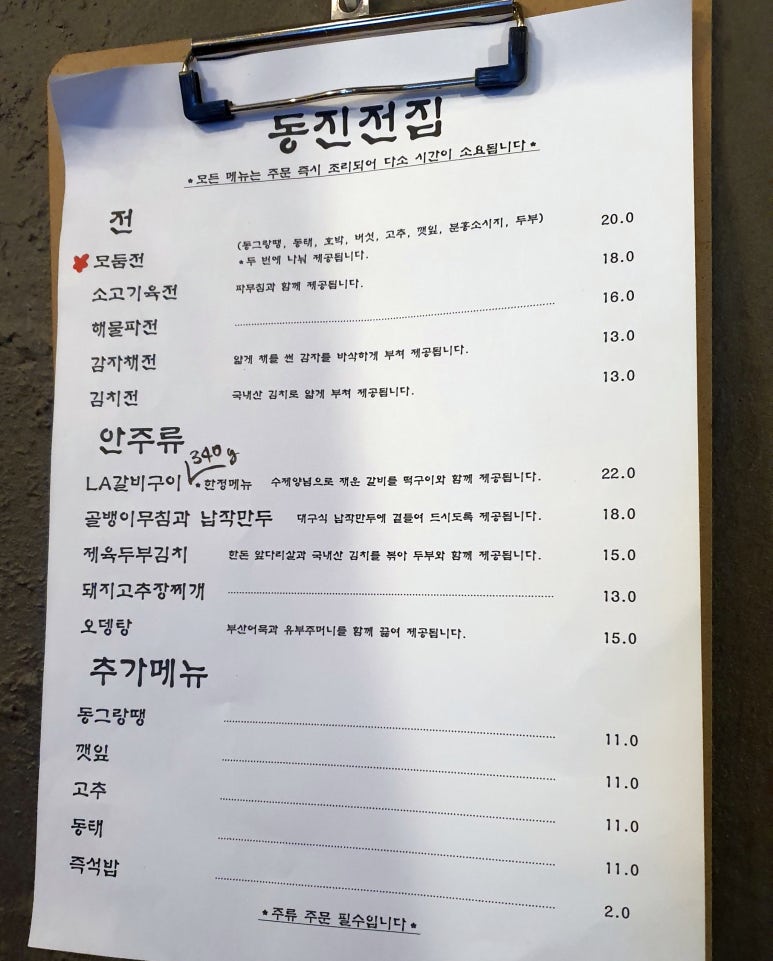 동진전집
*모든 메뉴는 주문 즉시 조리되어 다소 시간이 소요됩니다*
전
모둠전 (동그랑땡, 동태, 호박, 버섯, 고추, 깻잎, 분홍소시지, 두부) 20.0
*두 번에 나눠 제공됩니다.
소고기육전 파무침과 함께 제공됩니다. 18.0
해물파전 16.0
감자채전 얇게 채를 썬 감자를 바삭하게 부쳐 제공됩니다. 13.0
김치전 국내산 김치로 얇게 부쳐 제공됩니다. 13.0
안주류
340g
LA갈비구이 *한정메뉴 수제양념으로 재운 갈비를 떡구이와 함께 제공됩니다. 22.0
골뱅이무침과 납작만두 대구식 납작만두에 곁들여 드시도록 제공됩니다. 18.0
제육두부김치 한돈 앞다리살과 국내산 김치를 볶아 두부와 함께 제공됩니다. 15.0
돼지고추장찌개 13.0
오뎅탕 부산어묵과 유부주머니를 함께 끓여 제공됩니다. 15.0
추가메뉴
동그랑땡 11.0
깻잎 11.0
고추 11.0
동태 11.0
즉석밥 2.0
*주류 주문 필수입니다*